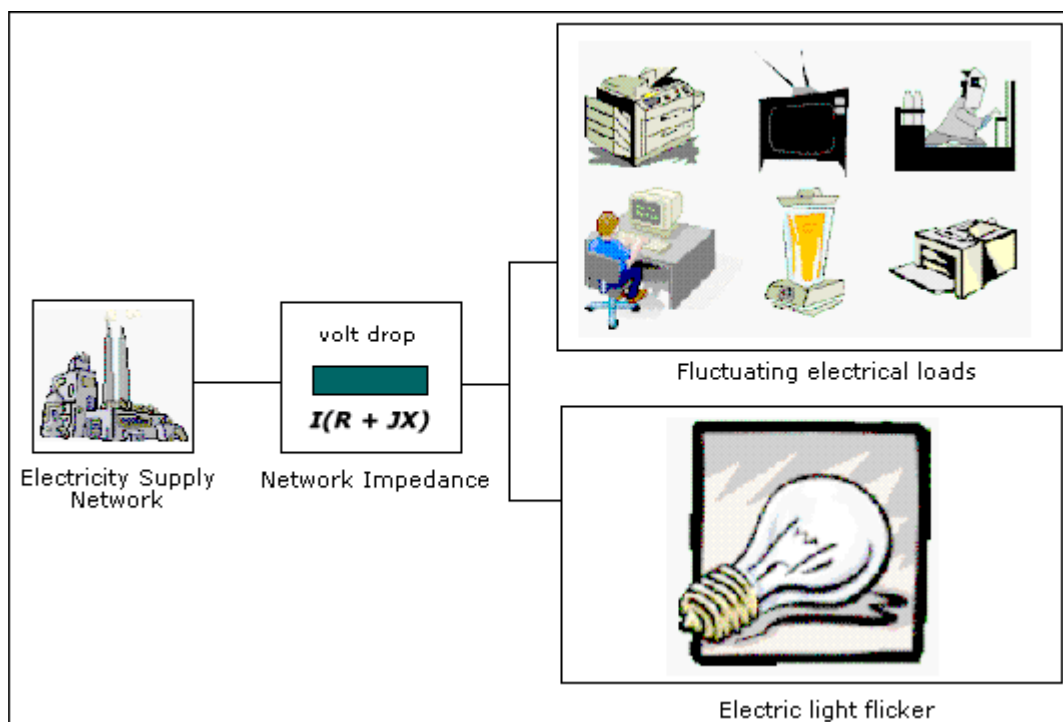 volt drop
I(R + JX)
Electricity Supply
Network
Network Impedance
Fluctuating electrical loads
Electric light flicker